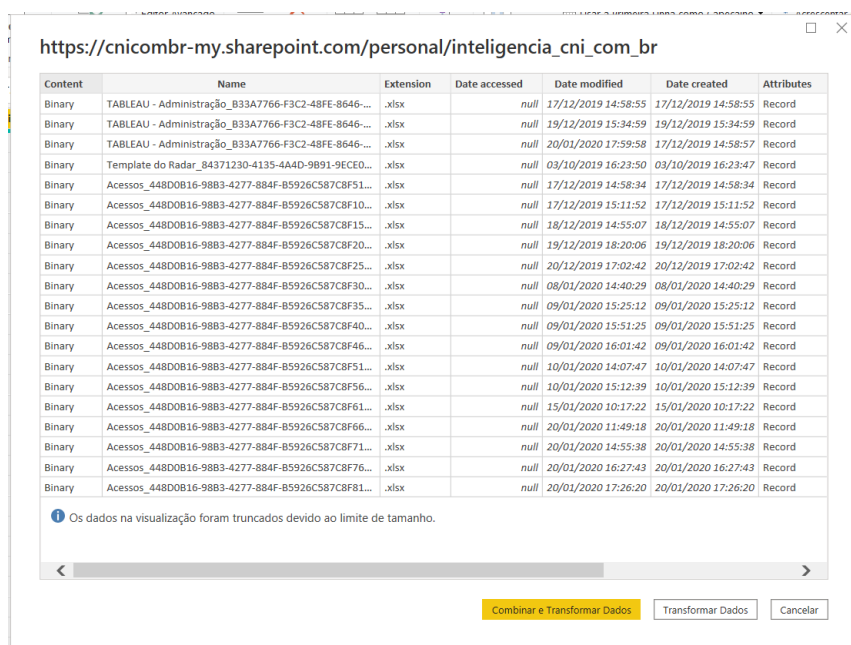 https://cnicombr-my.sharepoint.com/personal/inteligencia_cni_com_br
Content Name Extension Date accessed Date modified Date created Attributes
Binary TABLEAU - Administração_B33A7766-F3C2-48FE-8646-... .xlsx null 17/12/2019 14:58:55 17/12/2019 14:58:55 Record
Binary TABLEAU - Administração_B33A7766-F3C2-48FE-8646-... .xlsx null 19/12/2019 15:34:59 19/12/2019 15:34:59 Record
Binary TABLEAU - Administração_B33A7766-F3C2-48FE-8646-... .xlsx null 20/01/2020 17:59:58 17/12/2019 14:58:57 Record
Binary Template do Radar_84371230-4135-4A4D-9B91-9ECE0... .xlsx null 03/10/2019 16:23:50 03/10/2019 16:23:47 Record
Binary Acessos_448D0B16-98B3-4277-884F-B5926C587C8F51... .xlsx null 17/12/2019 14:58:34 17/12/2019 14:58:34 Record
Binary Acessos_448D0B16-98B3-4277-884F-B5926C587C8F10... .xlsx null 17/12/2019 15:11:52 17/12/2019 15:11:52 Record
Binary Acessos_448D0B16-98B3-4277-884F-B5926C587C8F15... .xlsx null 18/12/2019 14:55:07 18/12/2019 14:55:07 Record
Binary Acessos_448D0B16-98B3-4277-884F-B5926C587C8F20... .xlsx null 19/12/2019 18:20:06 19/12/2019 18:20:06 Record
Binary Acessos_448D0B16-98B3-4277-884F-B5926C587C8F25... .xlsx null 20/12/2019 17:02:42 20/12/2019 17:02:42 Record
Binary Acessos_448D0B16-98B3-4277-884F-B5926C587C8F30... .xlsx null 08/01/2020 14:40:29 08/01/2020 14:40:29 Record
Binary Acessos_448D0B16-98B3-4277-884F-B5926C587C8F35... .xlsx null 09/01/2020 15:25:12 09/01/2020 15:25:12 Record
Binary Acessos_448D0B16-98B3-4277-884F-B5926C587C8F40... .xlsx null 09/01/2020 15:51:25 09/01/2020 15:51:25 Record
Binary Acessos_448D0B16-98B3-4277-884F-B5926C587C8F46... .xlsx null 09/01/2020 16:01:42 09/01/2020 16:01:42 Record
Binary Acessos_448D0B16-98B3-4277-884F-B5926C587C8F51... .xlsx null 10/01/2020 14:07:47 10/01/2020 14:07:47 Record
Binary Acessos_448D0B16-98B3-4277-884F-B5926C587C8F56... .xlsx null 10/01/2020 15:12:39 10/01/2020 15:12:39 Record
Binary Acessos_448D0B16-98B3-4277-884F-B5926C587C8F61... .xlsx null 15/01/2020 10:17:22 15/01/2020 10:17:22 Record
Binary Acessos_448D0B16-98B3-4277-884F-B5926C587C8F66... .xlsx null 20/01/2020 11:49:18 20/01/2020 11:49:18 Record
Binary Acessos_448D0B16-98B3-4277-884F-B5926C587C8F71... .xlsx null 20/01/2020 14:55:38 20/01/2020 14:55:38 Record
Binary Acessos_448D0B16-98B3-4277-884F-B5926C587C8F76... .xlsx null 20/01/2020 16:27:43 20/01/2020 16:27:43 Record
Binary Acessos_448D0B16-98B3-4277-884F-B5926C587C8F81... .xlsx null 20/01/2020 17:26:20 20/01/2020 17:26:20 Record
Os dados na visualização foram truncados devido ao limite de tamanho.
Combinar e Transformar Dados Transformar Dados Cancelar